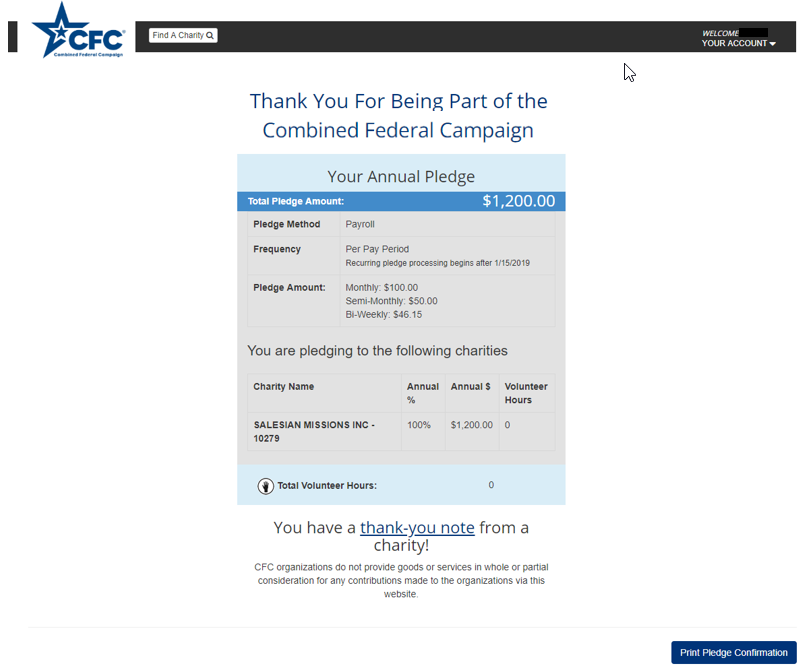 CFC
Combined Federal Campaign
Find A Charity
WELCOME
YOUR ACCOUNT
Thank You For Being Part of the
Combined Federal Campaign
Your Annual Pledge
Total Pledge Amount: $1,200.00
Pledge Method Payroll
Frequency Per Pay Period
Recurring pledge processing begins after 1/15/2019
Pledge Amount: Monthly: $100.00
Semi-Monthly: $50.00
Bi-Weekly: $46.15
You are pledging to the following charities
Charity Name Annual % Annual $ Volunteer Hours
SALESIAN MISSIONS INC - 100% $1,200.00 0
10279
Total Volunteer Hours: 0
You have a thank-you note from a
charity!
CFC organizations do not provide goods or services in whole or partial
consideration for any contributions made to the organizations via this
website.
Print Pledge Confirmation